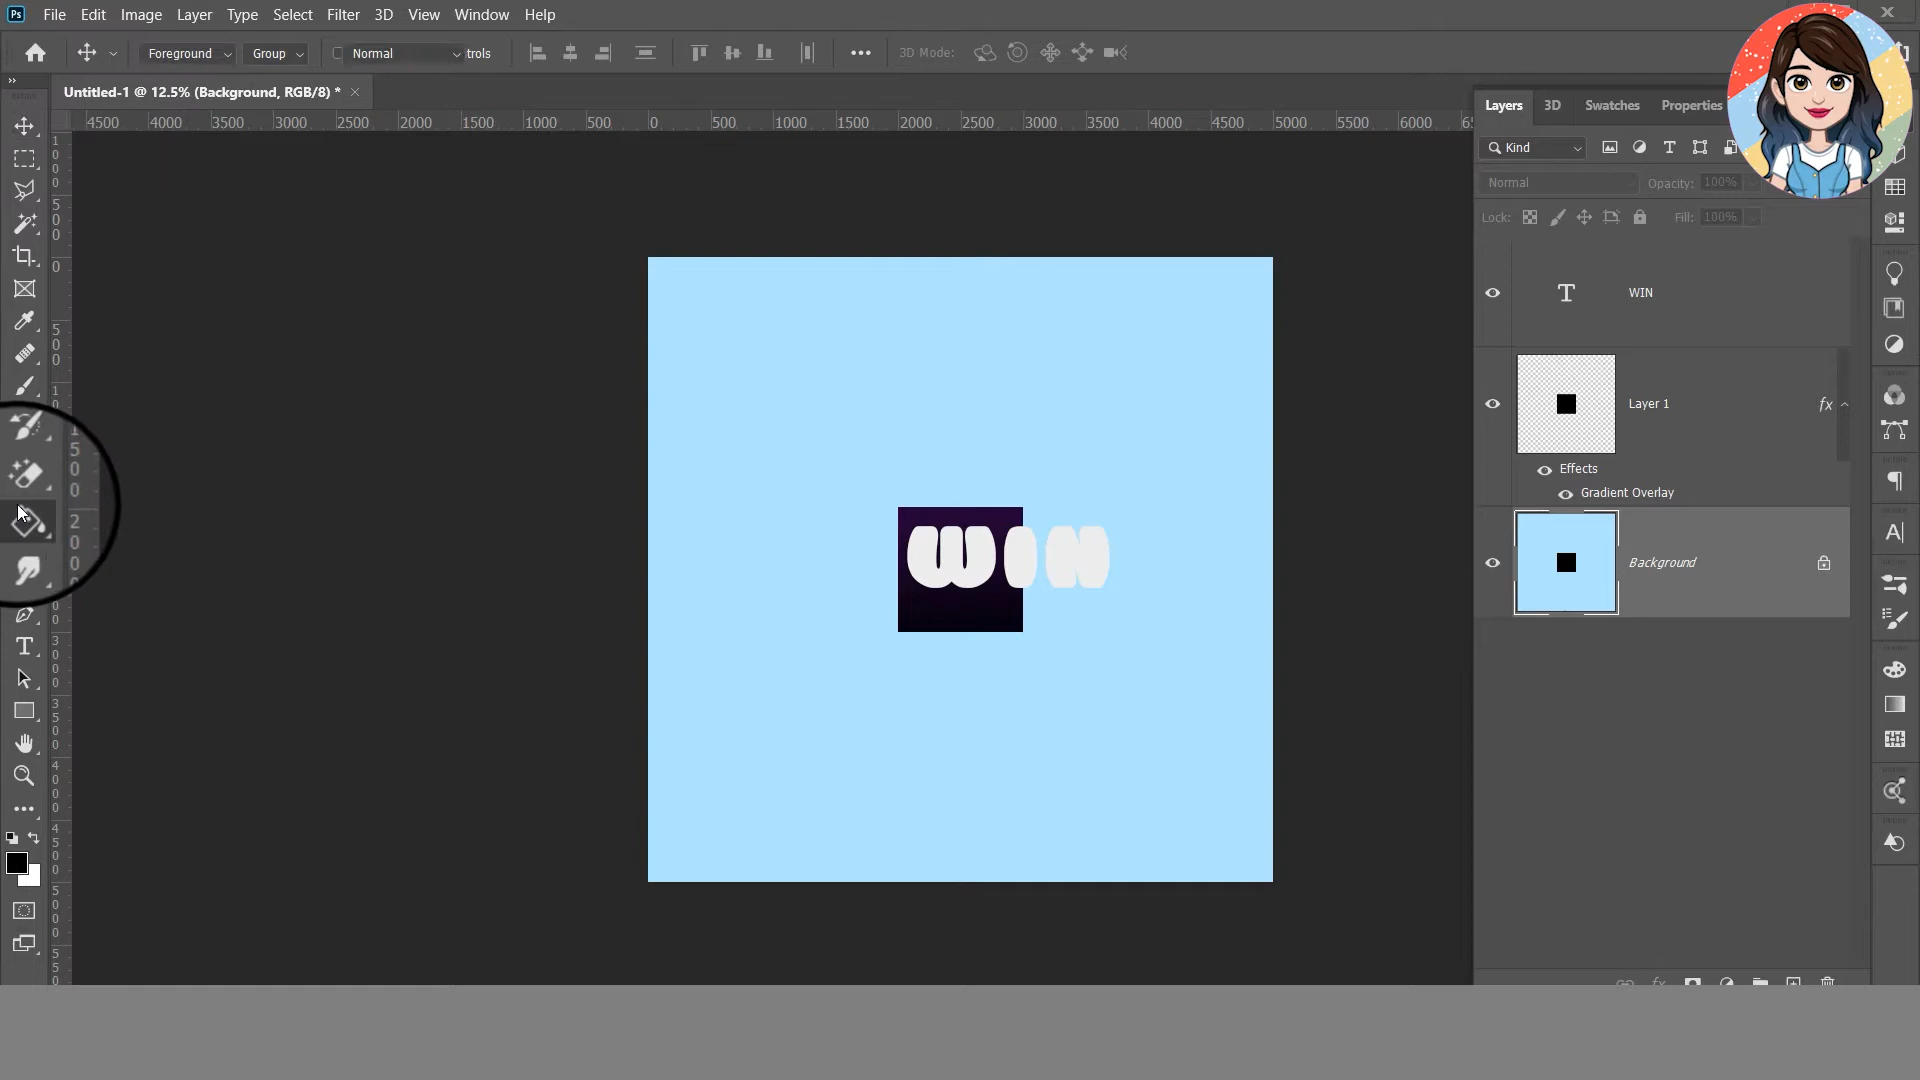 Ps File Edit Image Layer Type Select Filter 3D View Window Help
Foreground Group Normal trols 3D Mode:
Untitled-1 @ 12.5% (Background, RGB/8) *
4500 4000 3500 3000 2500 2000 1500 1000 500 0 500 1000 1500 2000 2500 3000 3500 4000 4500 5000 5500 6000
Layers 3D Swatches Properties
Kind
Normal Opacity: 100%
Lock: Fill: 100%
WIN
Layer 1 fx
Effects
Gradient Overlay
Background
WIN